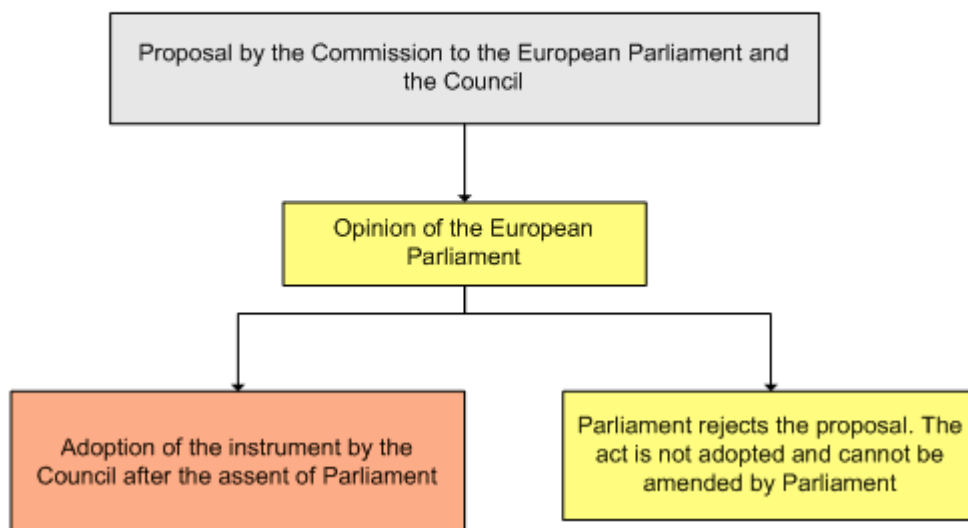 Proposal by the Commission to the European Parliament and
the Council
Opinion of the European
Parliament
Adoption of the instrument by the
Council after the assent of Parliament
Parliament rejects the proposal. The
act is not adopted and cannot be
amended by Parliament